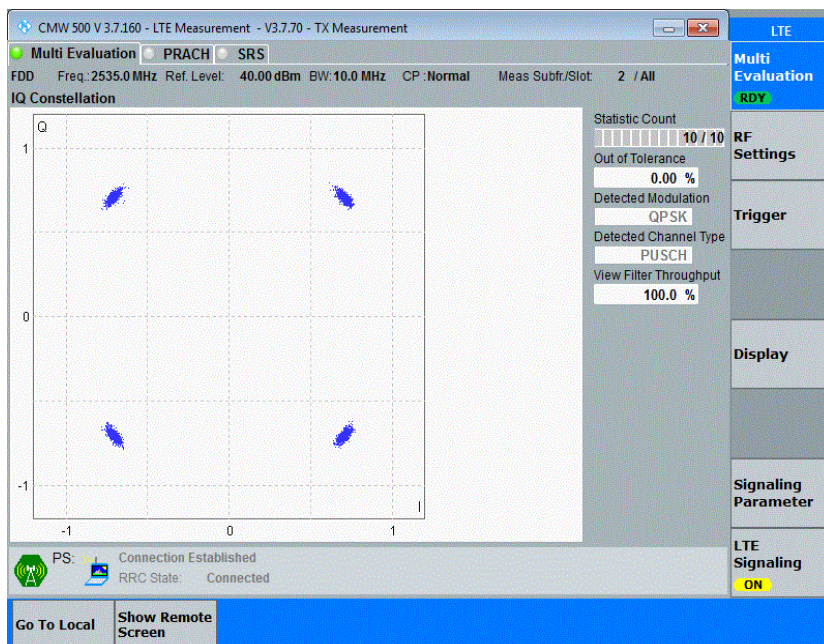 CMW 500 V 3.7.160 - LTE Measurement - V3.7.70 - TX Measurement
LTE
Multi Evaluation PRACH SRS
Multi
Evaluation
RDY
FDD Freq.: 2535.0 MHz Ref. Level: 40.00 dBm BW: 10.0 MHz CP : Normal Meas Subfr./Slot: 2 / All
IQ Constellation
Q
1
0
-1
-1 0 1
I
Statistic Count
10 / 10
Out of Tolerance
0.00 %
Detected Modulation
QPSK
Detected Channel Type
PUSCH
View Filter Throughput
100.0 %
RF
Settings
Trigger
Display
Signaling
Parameter
LTE
Signaling
ON
PS: Connection Established
RRC State: Connected
Go To Local
Show Remote
Screen